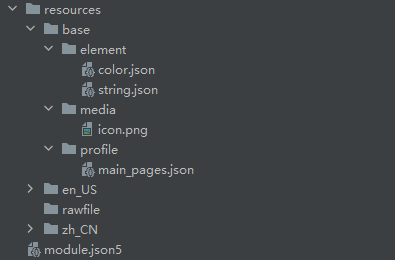 resources
base
element
color.json
string.json
media
icon.png
profile
main_pages.json
en_US
rawfile
zh_CN
module.json5